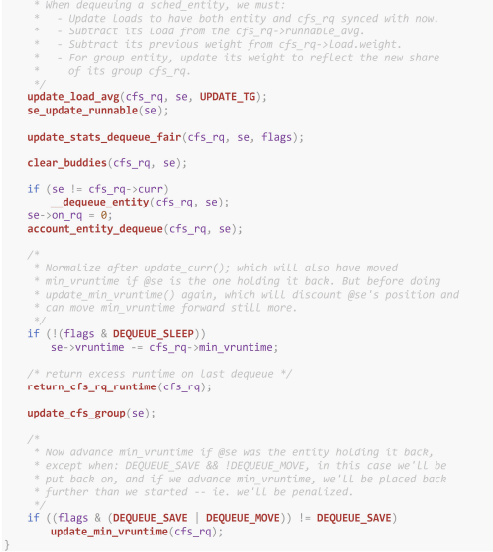 * When dequeuing a sched_entity, we must:
*   - Update loads to have both entity and cfs_rq synced with now.
*   - Subtract its load from the cfs_rq->runnable_avg.
*   - Subtract its previous weight from cfs_rq->load.weight.
*   - For group entity, update its weight to reflect the new share
*     of its group cfs_rq.
*/
update_load_avg(cfs_rq, se, UPDATE_TG);
se_update_runnable(se);
update_stats_dequeue_fair(cfs_rq, se, flags);
clear_buddies(cfs_rq, se);
if (se != cfs_rq->curr)
__dequeue_entity(cfs_rq, se);
se->on_rq = 0;
account_entity_dequeue(cfs_rq, se);
/*
* Normalize after update_curr(); which will also have moved
* min_vruntime if @se is the one holding it back. But before doing
* update_min_vruntime() again, which will discount @se's position and
* can move min_vruntime forward still more.
*/
if (!(flags & DEQUEUE_SLEEP))
se->vruntime -= cfs_rq->min_vruntime;
/* return excess runtime on last dequeue */
return_cfs_rq_runtime(cfs_rq);
update_cfs_group(se);
/*
* Now advance min_vruntime if @se was the entity holding it back,
* except when: DEQUEUE_SAVE && !DEQUEUE_MOVE, in this case we'll be
* put back on, and if we advance min_vruntime, we'll be placed back
* further than we started -- ie. we'll be penalized.
*/
if ((flags & (DEQUEUE_SAVE | DEQUEUE_MOVE)) != DEQUEUE_SAVE)
update_min_vruntime(cfs_rq);
}